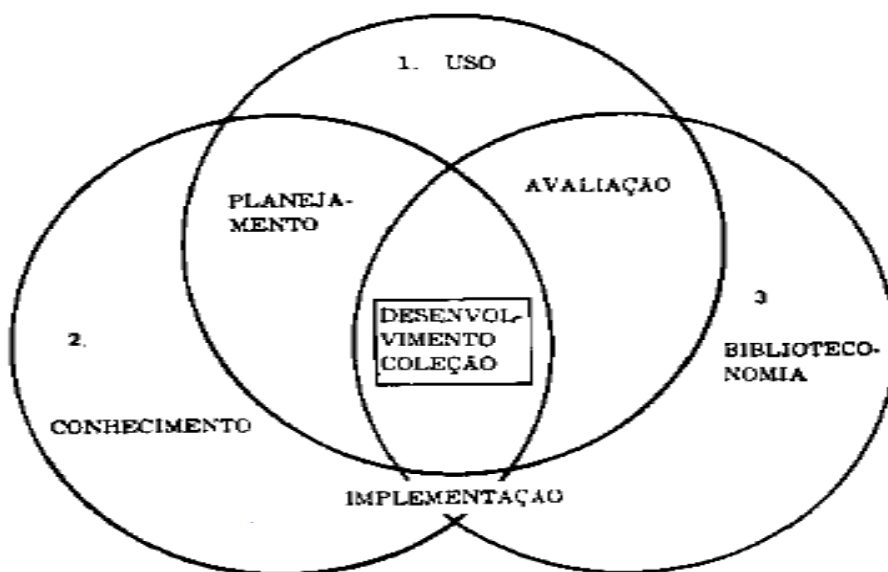 1. USO
PLANEJA-
MENTO
AVALIAÇÃO
DESENVOL-
VIMENTO
COLEÇÃO
2.
CONHECIMENTO
3
BIBLIOTECO-
NOMIA
IMPLEMENTAÇÃO